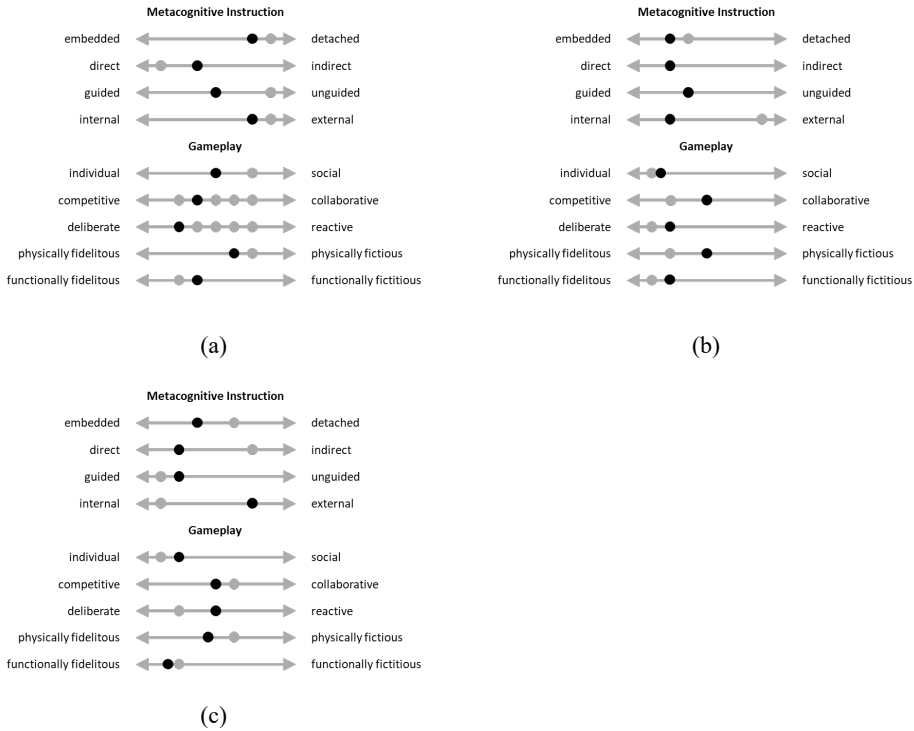 Metacognitive Instruction
embedded detached
direct indirect
guided unguided
internal external
Gameplay
individual social
competitive collaborative
deliberate reactive
physically fidelitous physically fictious
functionally fidelitous functionally fictitious
(a)
Metacognitive Instruction
embedded detached
direct indirect
guided unguided
internal external
Gameplay
individual social
competitive collaborative
deliberate reactive
physically fidelitous physically fictious
functionally fidelitous functionally fictitious
(b)
Metacognitive Instruction
embedded detached
direct indirect
guided unguided
internal external
Gameplay
individual social
competitive collaborative
deliberate reactive
physically fidelitous physically fictious
functionally fidelitous functionally fictitious
(c)